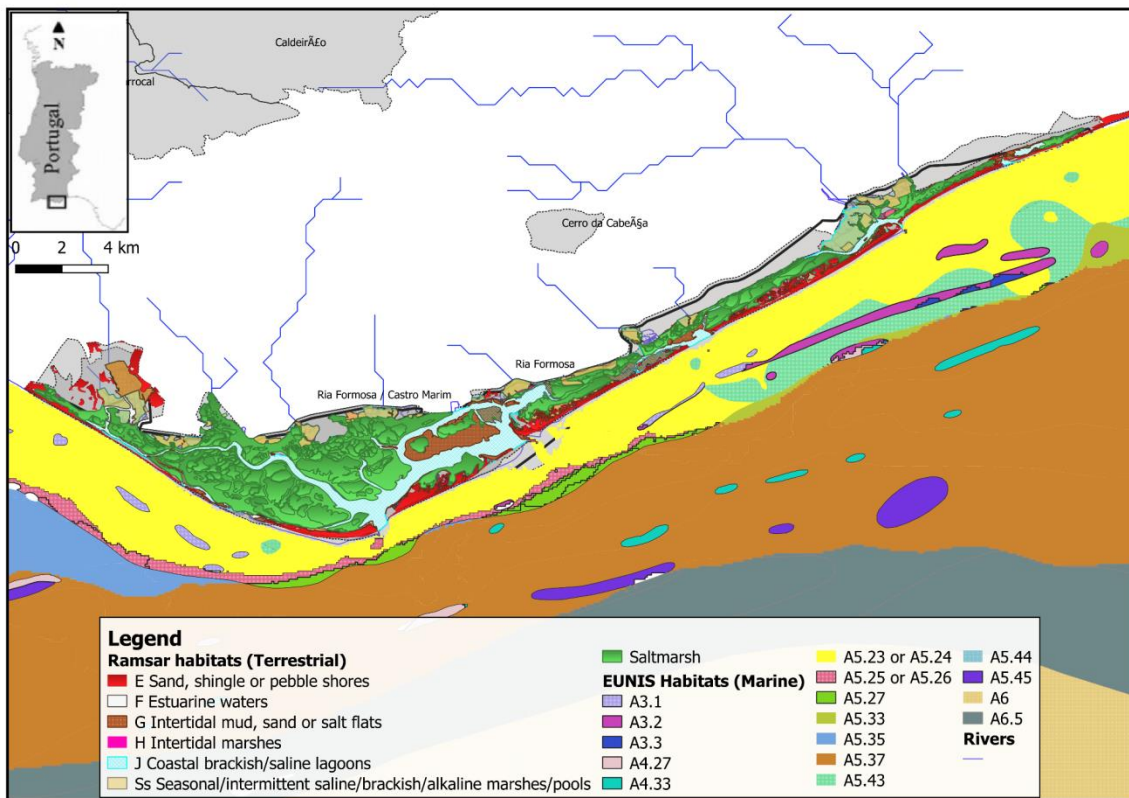 N
Portugal
0 2 4 km
CaldeirÃ£o
rrocal
Cerro da CabeÃ§a
Ria Formosa
Ria Formosa / Castro Marim
Legend
Ramsar habitats (Terrestrial)
E Sand, shingle or pebble shores
F Estuarine waters
G Intertidal mud, sand or salt flats
H Intertidal marshes
J Coastal brackish/saline lagoons
Ss Seasonal/intermittent saline/brackish/alkaline marshes/pools
Saltmarsh
EUNIS Habitats (Marine)
A3.1
A3.2
A3.3
A4.27
A4.33
A5.23 or A5.24
A5.25 or A5.26
A5.27
A5.33
A5.35
A5.37
A5.43
A5.44
A5.45
A6
A6.5
Rivers